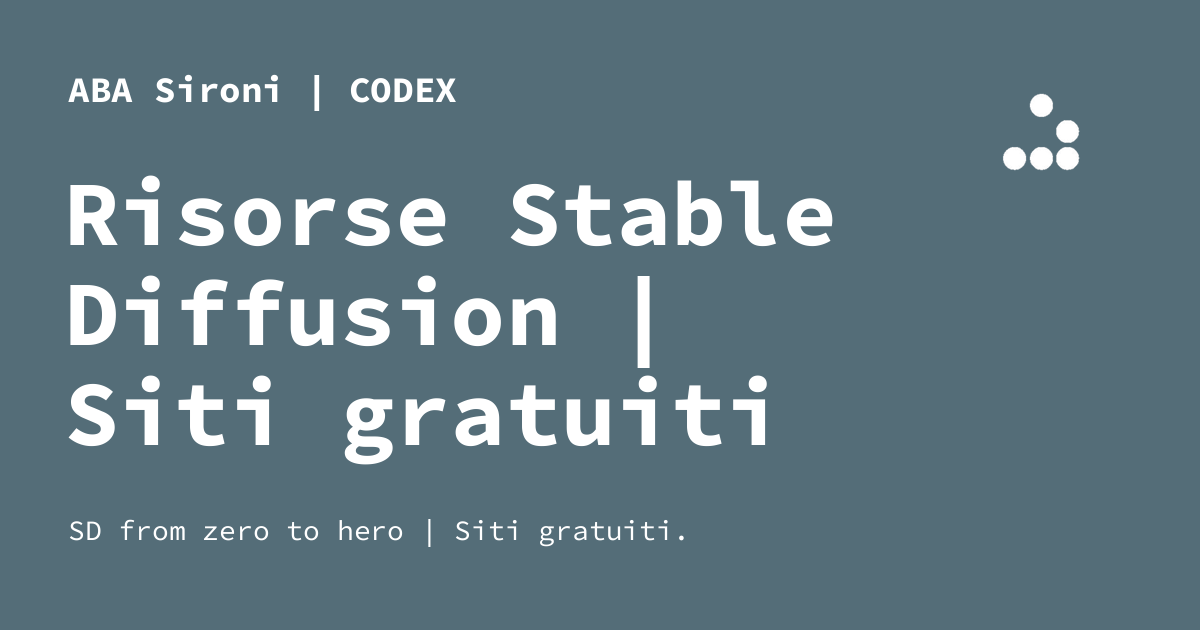 ABA Sironi | CODEX
Risorse Stable
Diffusion |
Siti gratuiti
SD from zero to hero | Siti gratuiti.